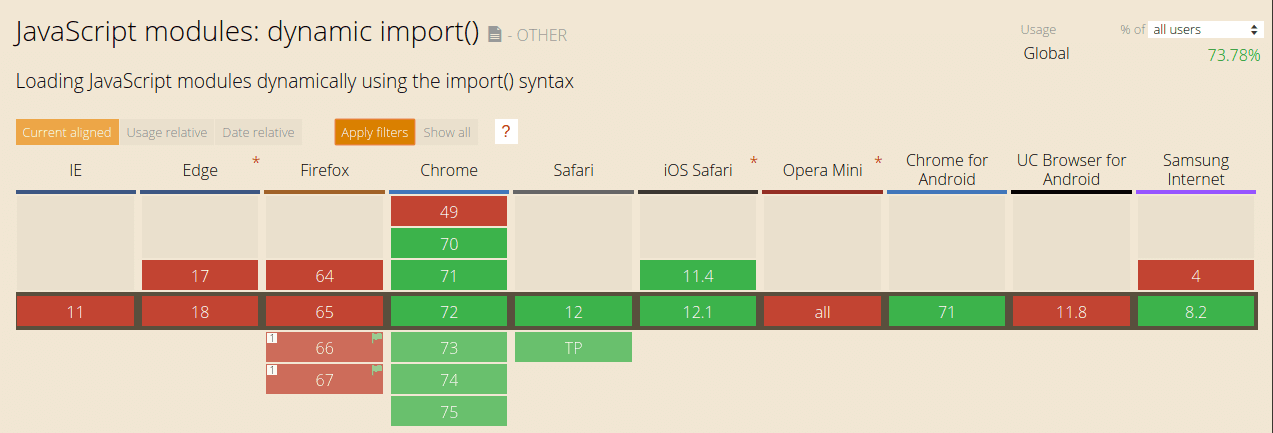 JavaScript modules: dynamic import() - OTHER
Usage % of all users
Global 73.78%
Loading JavaScript modules dynamically using the import() syntax
Current aligned Usage relative Date relative Apply filters Show all ?
IE Edge * Firefox Chrome Safari iOS Safari * Opera Mini * Chrome for Android UC Browser for Android Samsung Internet
49
70
17 64 71 11.4 4
11 18 65 72 12 12.1 all 71 11.8 8.2
1 66 73 TP
1 67 74
75